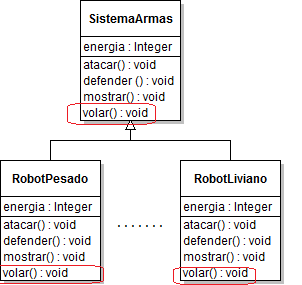 SistemaArmas
energia : Integer
atacar() : void
defender () : void
mostrar() : void
volar() : void
RobotPesado
energia : Integer
atacar() : void
defender() : void
mostrar() : void
volar() : void
RobotLiviano
energia : Integer
atacar() : void
defender() : void
mostrar() : void
volar() : void